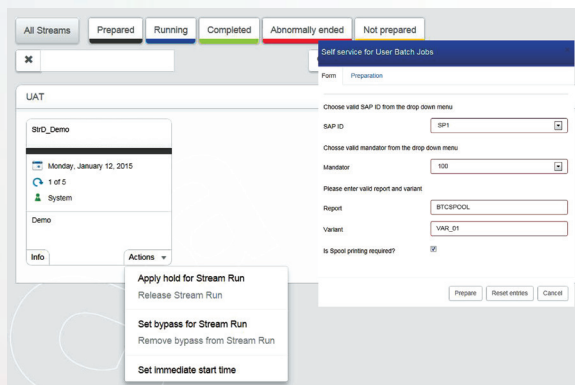 All Streams
Prepared
Running
Completed
Abnormally ended
Not prepared
UAT
StrD_Demo
Monday, January 12, 2015
1 of 5
System
Demo
Info
Actions
Apply hold for Stream Run
Release Stream Run
Set bypass for Stream Run
Remove bypass from Stream Run
Set immediate start time
Self service for User Batch Jobs
Form Preparation
Choose valid SAP ID from the drop down menu
SAP ID SP1
Choose valid mandator from the drop down menu
Mandator 100
Please enter valid report and variant
Report BTCSPOOL
Variant VAR_01
Is Spool printing required?
Prepare Reset entries Cancel